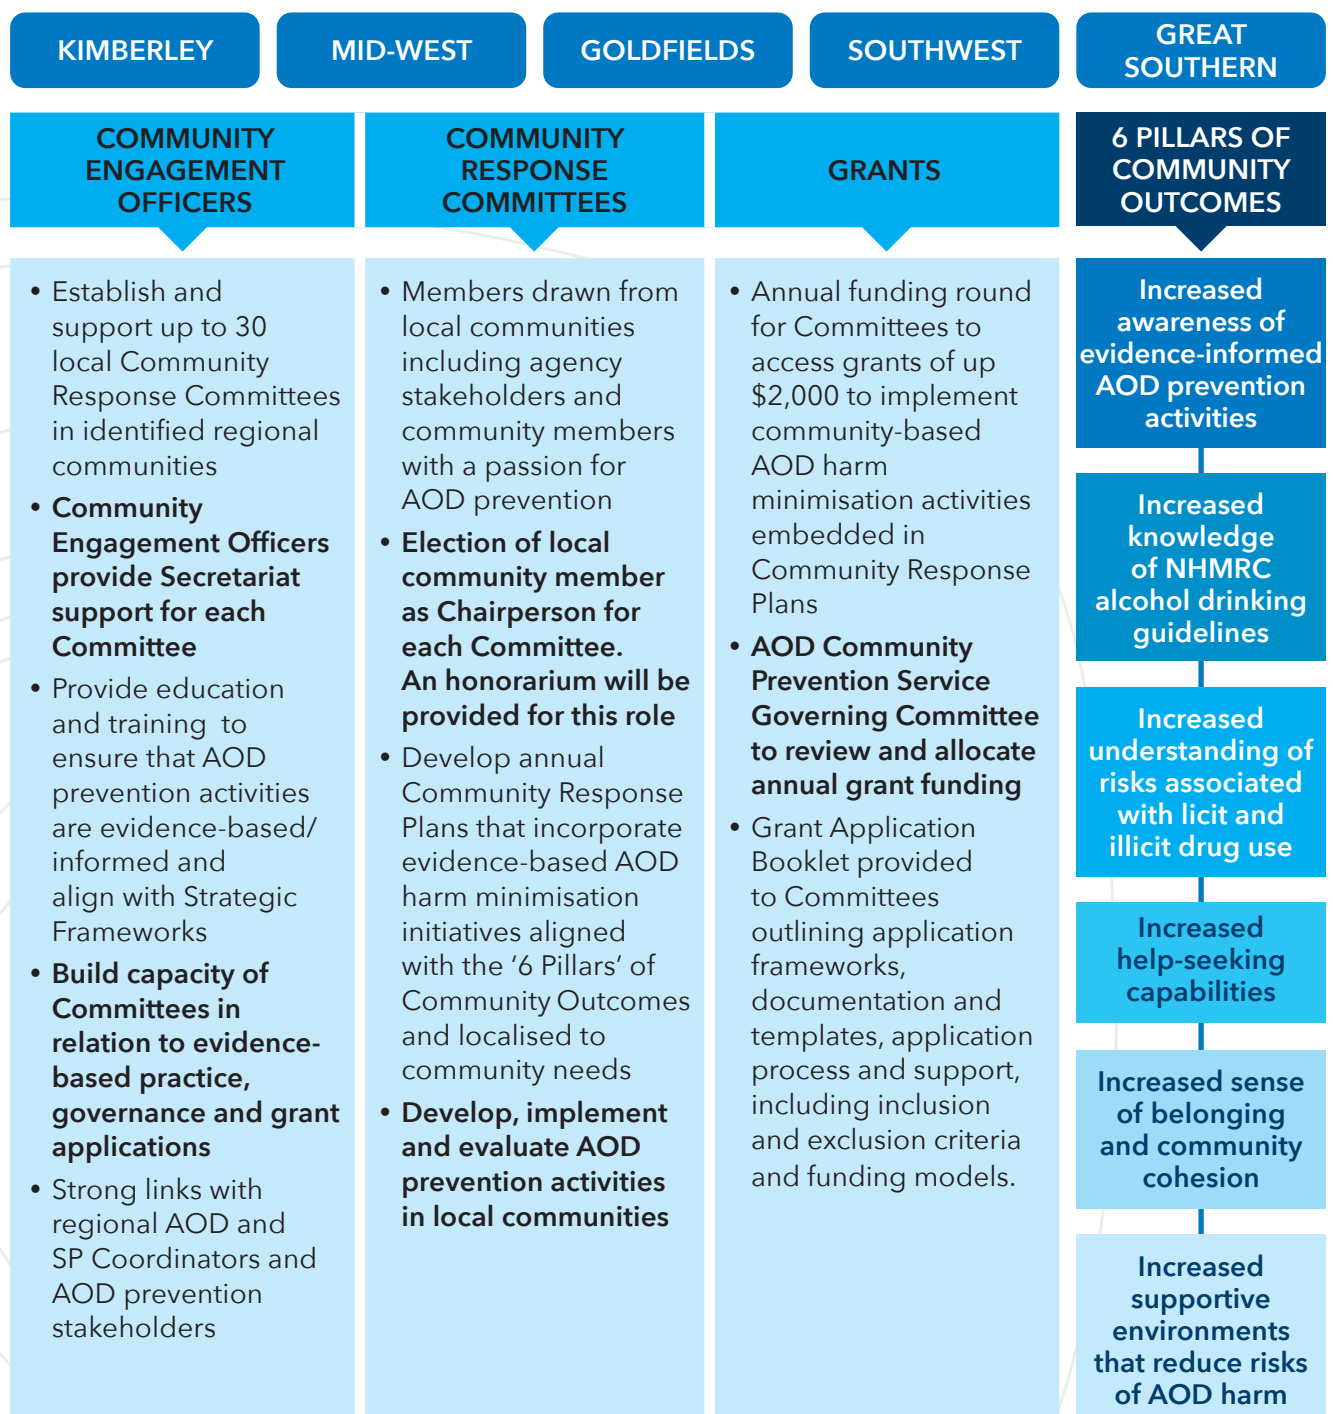 KIMBERLEY
MID-WEST
GOLDFIELDS
SOUTHWEST
GREAT
SOUTHERN
COMMUNITY
ENGAGEMENT
OFFICERS
• Establish and
support up to 30
local Community
Response Committees
in identified regional
communities
• Community
Engagement Officers
provide Secretariat
support for each
Committee
• Provide education
and training to
ensure that AOD
prevention activities
are evidence-based/
informed and
align with Strategic
Frameworks
• Build capacity of
Committees in
relation to evidence-
based practice,
governance and grant
applications
• Strong links with
regional AOD and
SP Coordinators and
AOD prevention
stakeholders
COMMUNITY
RESPONSE
COMMITTEES
• Members drawn from
local communities
including agency
stakeholders and
community members
with a passion for
AOD prevention
• Election of local
community member
as Chairperson for
each Committee.
An honorarium will be
provided for this role
• Develop annual
Community Response
Plans that incorporate
evidence-based AOD
harm minimisation
initiatives aligned
with the ‘6 Pillars’ of
Community Outcomes
and localised to
community needs
• Develop, implement
and evaluate AOD
prevention activities
in local communities
GRANTS
• Annual funding round
for Committees to
access grants of up
$2,000 to implement
community-based
AOD harm
minimisation activities
embedded in
Community Response
Plans
• AOD Community
Prevention Service
Governing Committee
to review and allocate
annual grant funding
• Grant Application
Booklet provided
to Committees
outlining application
frameworks,
documentation and
templates, application
process and support,
including inclusion
and exclusion criteria
and funding models.
6 PILLARS OF
COMMUNITY
OUTCOMES
Increased
awareness of
evidence-informed
AOD prevention
activities
Increased
knowledge
of NHMRC
alcohol drinking
guidelines
Increased
understanding of
risks associated
with licit and
illicit drug use
Increased
help-seeking
capabilities
Increased sense
of belonging
and community
cohesion
Increased
supportive
environments
that reduce risks
of AOD harm